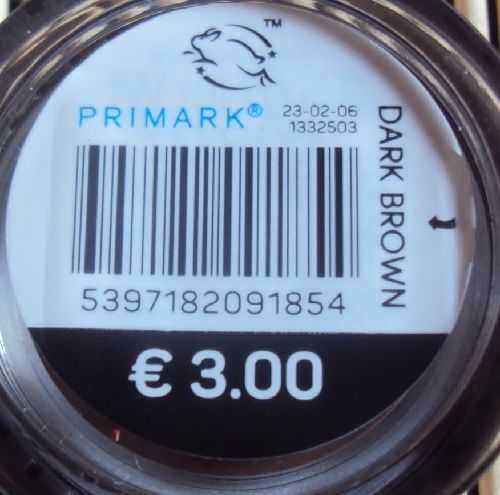 ™
PRIMARK® 23-02-06
1332503
DARK BROWN
5397182091854
€ 3.00